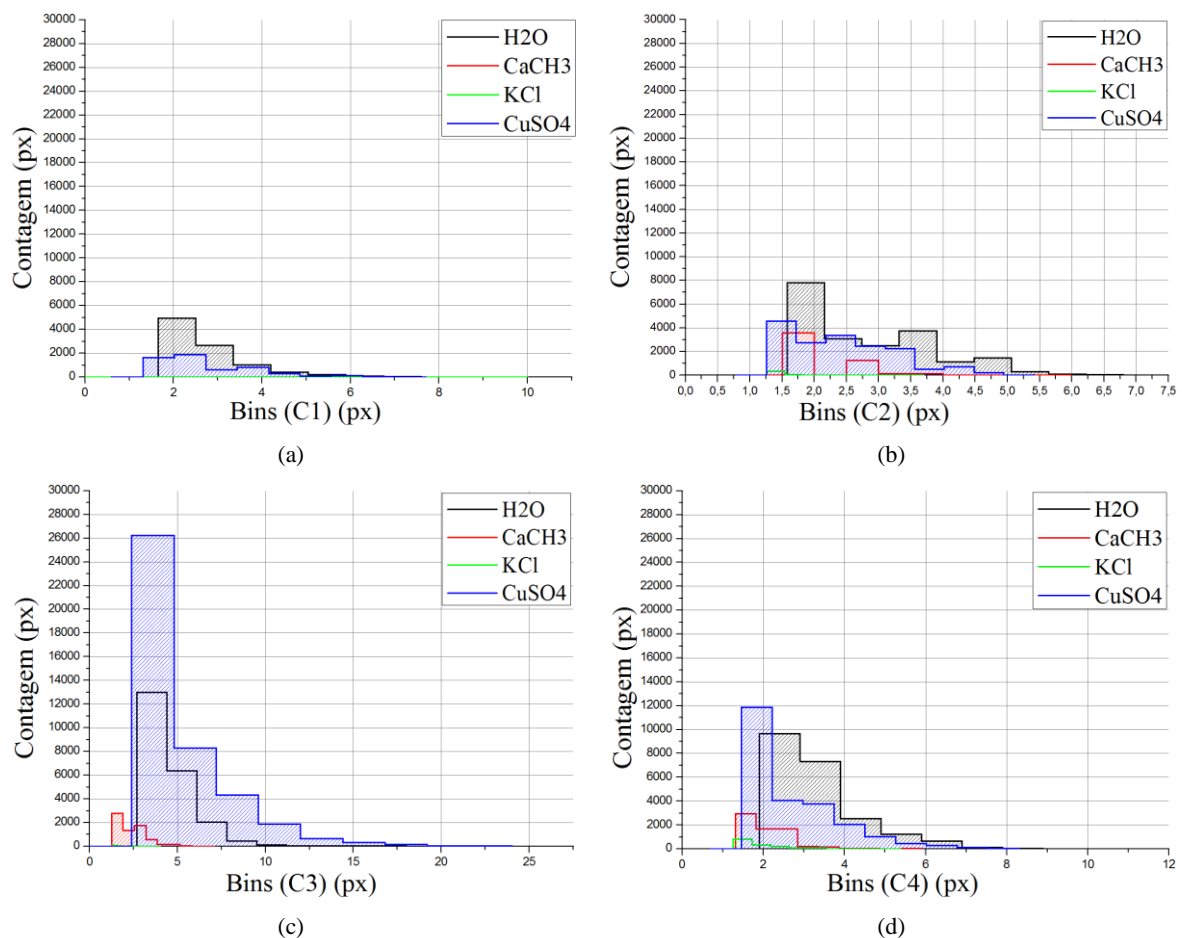 30000
28000
26000
24000
22000
20000
18000
16000
14000
12000
10000
8000
6000
4000
2000
0
Contagem (px)
H2O
CaCH3
KCl
CuSO4
0 2 4 6 8 10
Bins (C1) (px)
(a)
30000
28000
26000
24000
22000
20000
18000
16000
14000
12000
10000
8000
6000
4000
2000
0
Contagem (px)
H2O
CaCH3
KCl
CuSO4
0,0 0,5 1,0 1,5 2,0 2,5 3,0 3,5 4,0 4,5 5,0 5,5 6,0 6,5 7,0 7,5
Bins (C2) (px)
(b)
30000
28000
26000
24000
22000
20000
18000
16000
14000
12000
10000
8000
6000
4000
2000
0
Contagem (px)
H2O
CaCH3
KCl
CuSO4
0 5 10 15 20 25
Bins (C3) (px)
(c)
30000
28000
26000
24000
22000
20000
18000
16000
14000
12000
10000
8000
6000
4000
2000
0
Contagem (px)
H2O
CaCH3
KCl
CuSO4
0 2 4 6 8 10 12
Bins (C4) (px)
(d)